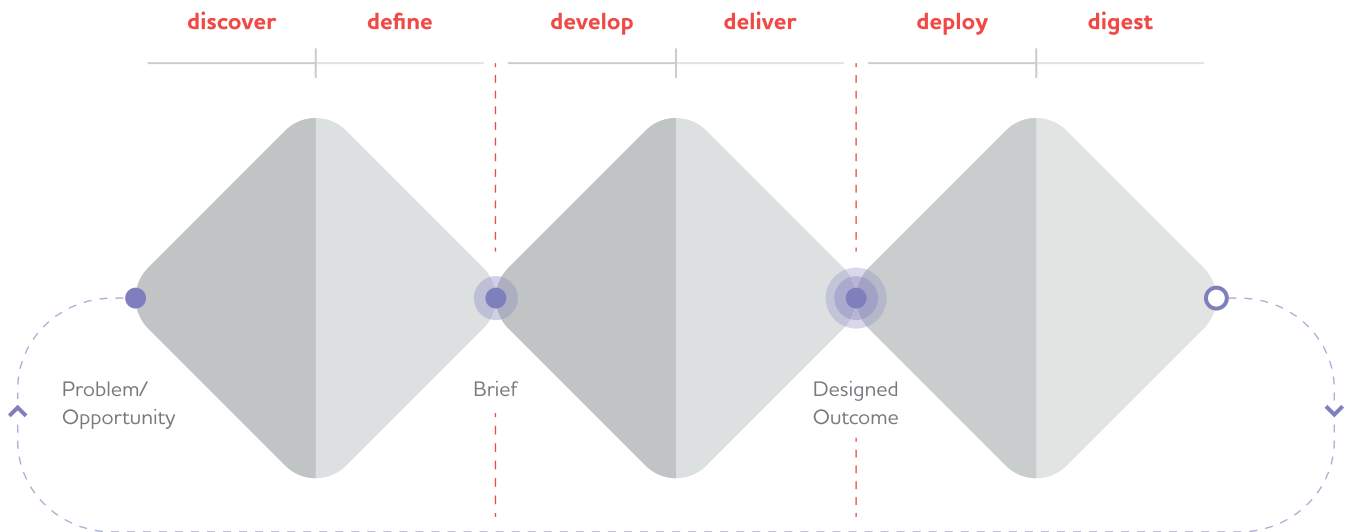 discover
define
develop
deliver
deploy
digest
Problem/
Opportunity
Brief
Designed
Outcome